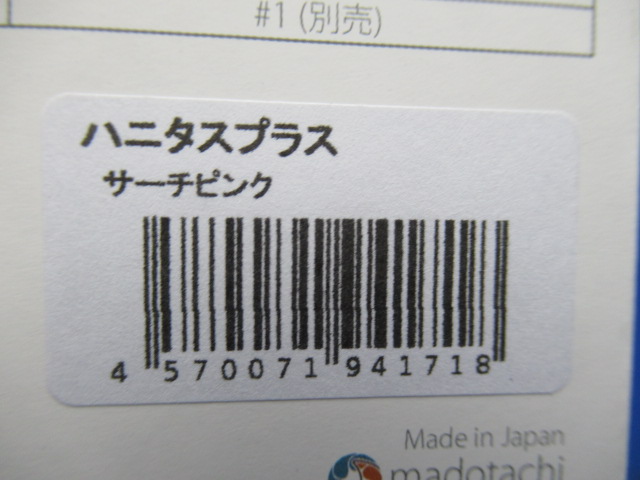 #1 (別売)
ハニタスプラス
サーチピンク
4 570071 941718
Made in Japan
madotachi